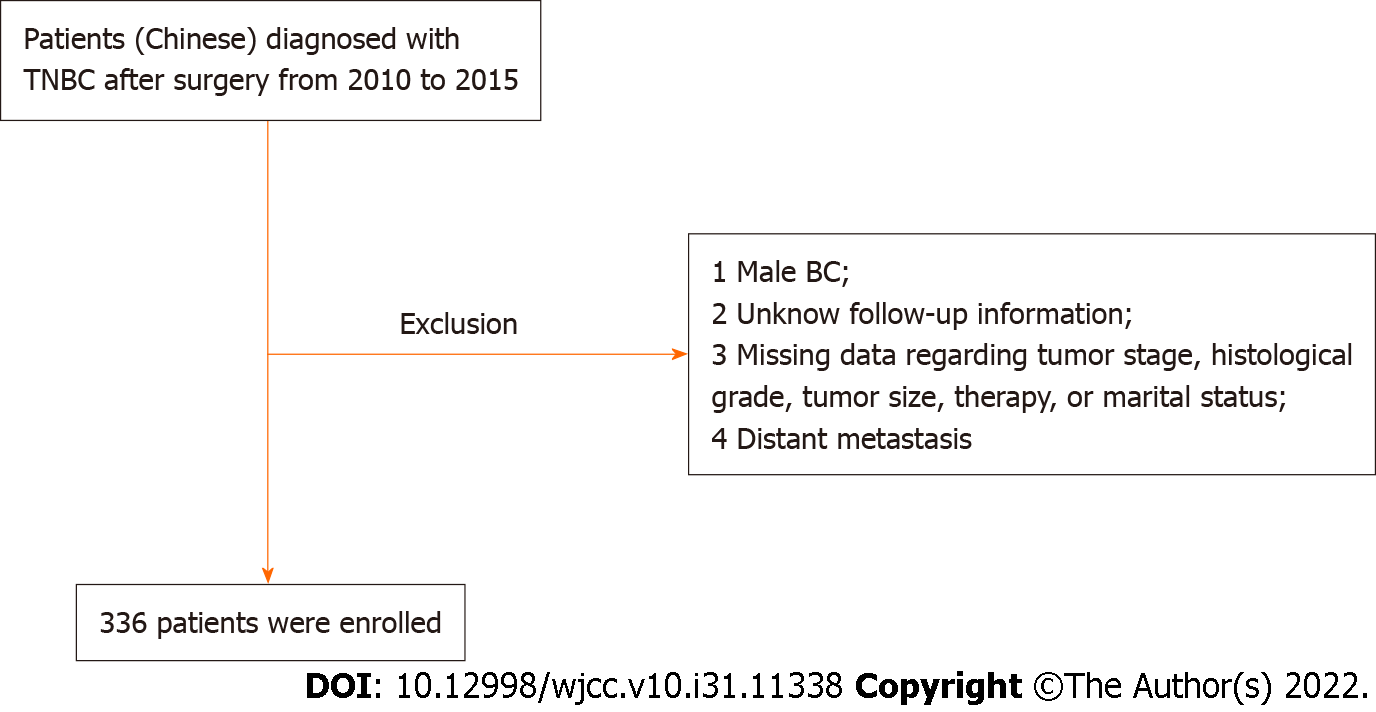 Patients (Chinese) diagnosed with
TNBC after surgery from 2010 to 2015
Exclusion
1 Male BC;
2 Unknow follow-up information;
3 Missing data regarding tumor stage, histological
grade, tumor size, therapy, or marital status;
4 Distant metastasis
336 patients were enrolled
DOI: 10.12998/wjcc.v10.i31.11338 Copyright ©The Author(s) 2022.